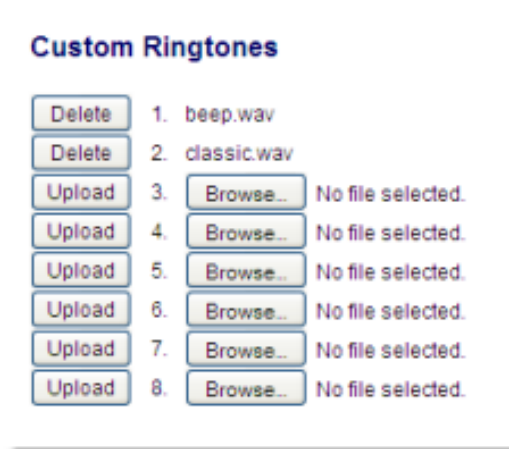 Custom Ringtones
Delete 1. beep.wav
Delete 2. classic.wav
Upload 3. Browse... No file selected.
Upload 4. Browse... No file selected.
Upload 5. Browse... No file selected.
Upload 6. Browse... No file selected.
Upload 7. Browse... No file selected.
Upload 8. Browse... No file selected.